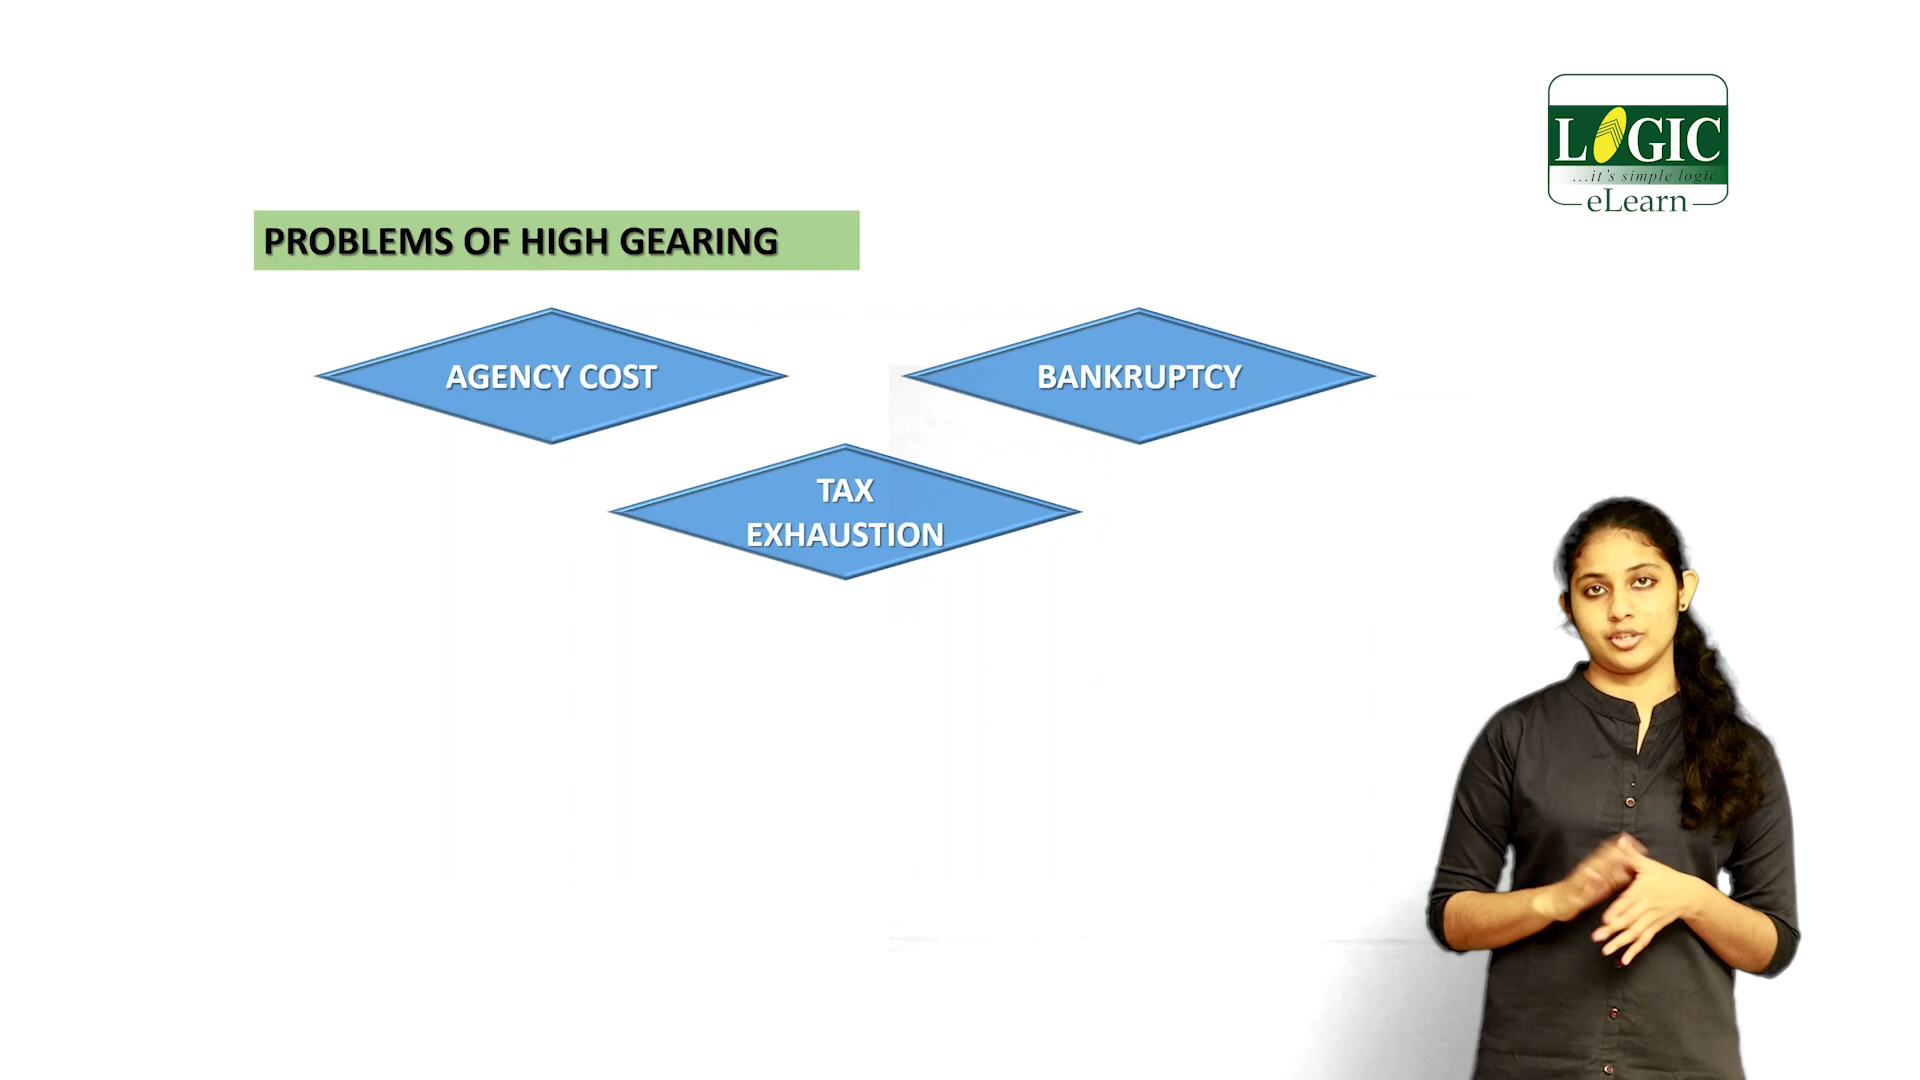 LOGIC
...it's simple logic
eLearn
PROBLEMS OF HIGH GEARING
AGENCY COST
BANKRUPTCY
TAX
EXHAUSTION